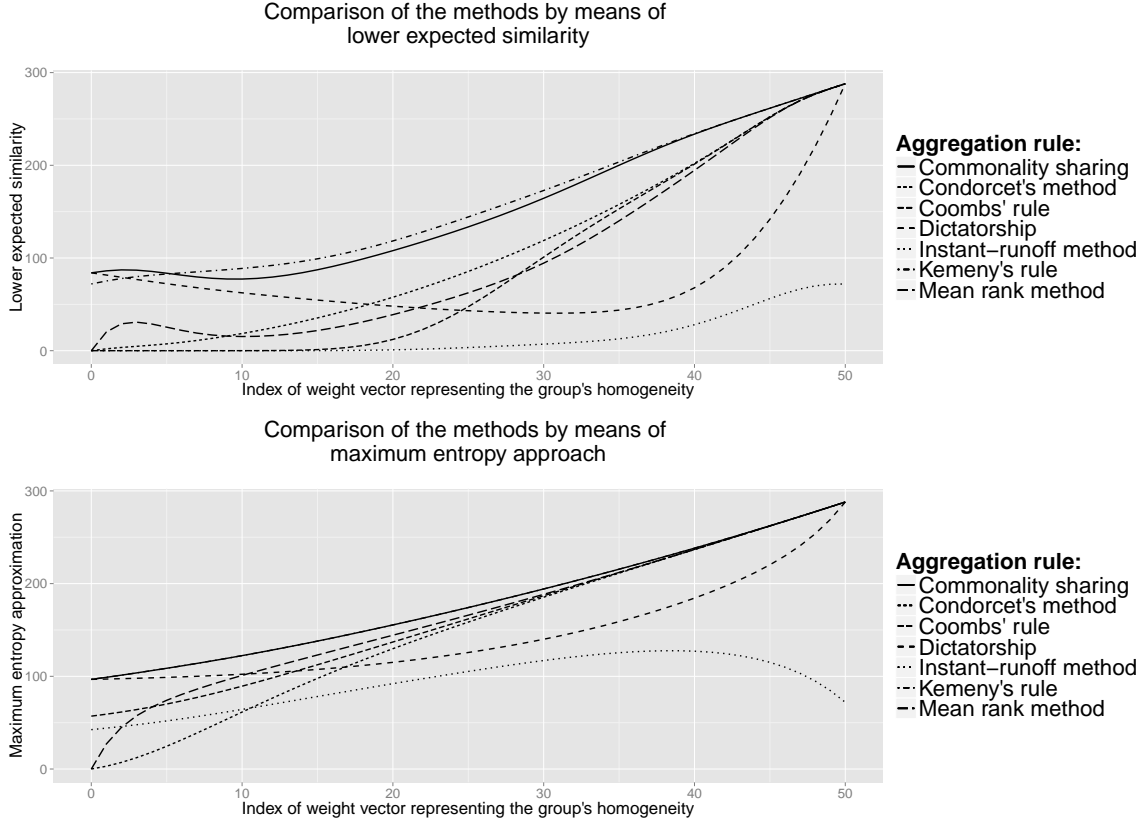 Comparison of the methods by means of
lower expected similarity
Lower expected similarity
300
200
100
0
0 10 20 30 40 50
Index of weight vector representing the group's homogeneity
Aggregation rule:
Commonality sharing
Condorcet's method
Coombs' rule
Dictatorship
Instant−runoff method
Kemeny's rule
Mean rank method
Comparison of the methods by means of
maximum entropy approach
Maximum entropy approximation
300
200
100
0
0 10 20 30 40 50
Index of weight vector representing the group's homogeneity
Aggregation rule:
Commonality sharing
Condorcet's method
Coombs' rule
Dictatorship
Instant−runoff method
Kemeny's rule
Mean rank method